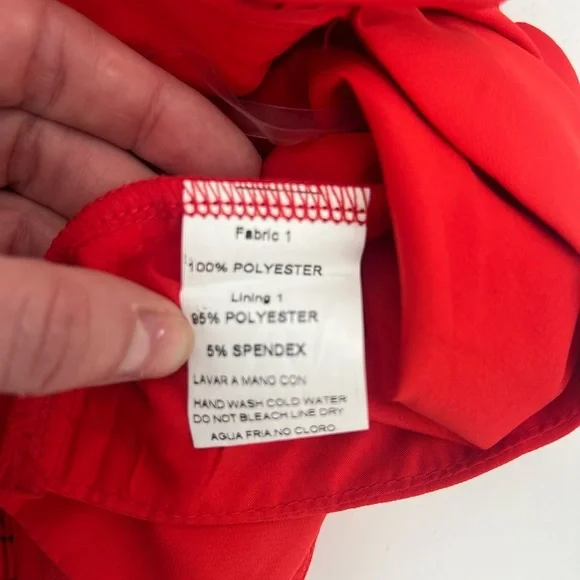 Fabric 1
100% POLYESTER
Lining 1
95% POLYESTER
5% SPENDEX
LAVAR A MANO CON
HAND WASH COLD WATER
DO NOT BLEACH LINE DRY
AGUA FRIA NO CLORO